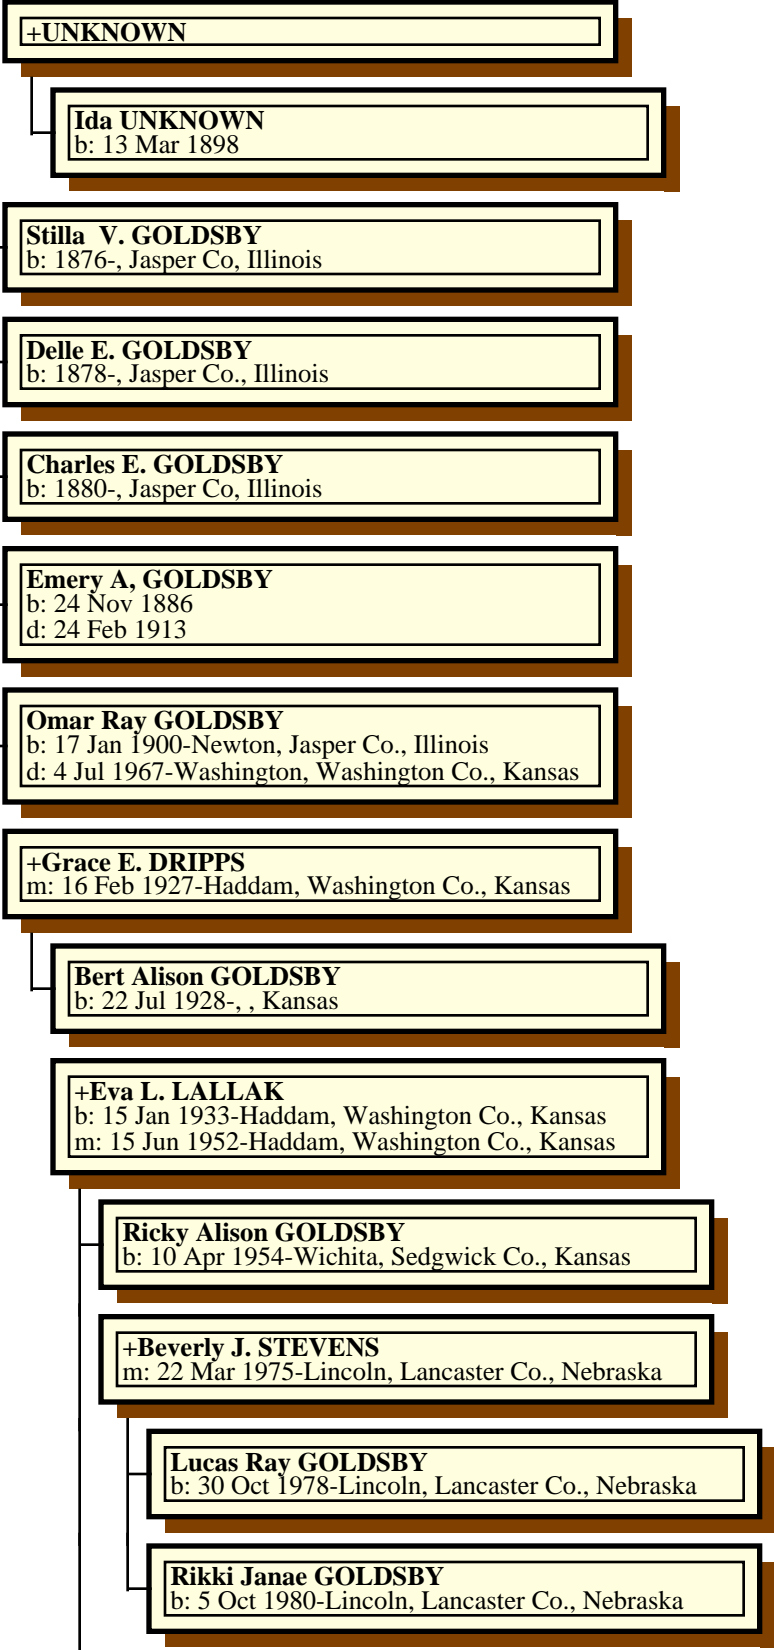 +UNKNOWN
Ida UNKNOWN
b: 13 Mar 1898
Stilla  V. GOLDSBY
b: 1876-, Jasper Co, Illinois
Delle E. GOLDSBY
b: 1878-, Jasper Co., Illinois
Charles E. GOLDSBY
b: 1880-, Jasper Co, Illinois
Emery A, GOLDSBY
b: 24 Nov 1886
d: 24 Feb 1913
Omar Ray GOLDSBY
b: 17 Jan 1900-Newton, Jasper Co., Illinois
d: 4 Jul 1967-Washington, Washington Co., Kansas
+Grace E. DRIPPS
m: 16 Feb 1927-Haddam, Washington Co., Kansas
Bert Alison GOLDSBY
b: 22 Jul 1928-, , Kansas
+Eva L. LALLAK
b: 15 Jan 1933-Haddam, Washington Co., Kansas
m: 15 Jun 1952-Haddam, Washington Co., Kansas
Ricky Alison GOLDSBY
b: 10 Apr 1954-Wichita, Sedgwick Co., Kansas
+Beverly J. STEVENS
m: 22 Mar 1975-Lincoln, Lancaster Co., Nebraska
Lucas Ray GOLDSBY
b: 30 Oct 1978-Lincoln, Lancaster Co., Nebraska
Rikki Janae GOLDSBY
b: 5 Oct 1980-Lincoln, Lancaster Co., Nebraska